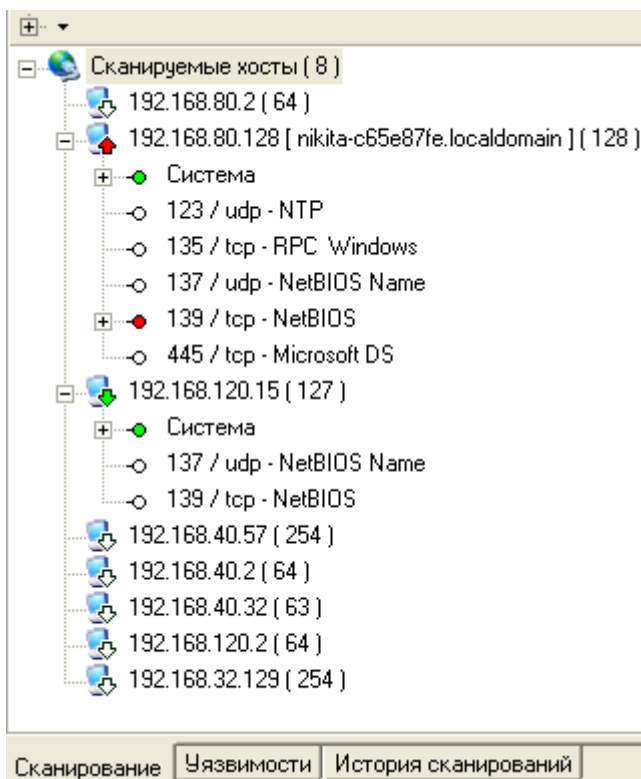 Сканируемые хосты ( 8 )
192.168.80.2 ( 64 )
192.168.80.128 [ nikita-c65e87fe.localdomain ] ( 128 )
Система
123 / udp - NTP
135 / tcp - RPC Windows
137 / udp - NetBIOS Name
139 / tcp - NetBIOS
445 / tcp - Microsoft DS
192.168.120.15 ( 127 )
Система
137 / udp - NetBIOS Name
139 / tcp - NetBIOS
192.168.40.57 ( 254 )
192.168.40.2 ( 64 )
192.168.40.32 ( 63 )
192.168.120.2 ( 64 )
192.168.32.129 ( 254 )
Сканирование Уязвимости История сканирований